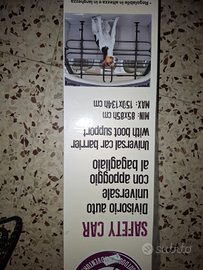 SAFETY CAR
Divisorio auto
universale
con appoggio
al bagagliaio
Universal car barrier
with boot support
MIN: 85x85h cm
MAX: 152x134h cm
• Regolabile in altezza e in larghezza
subito